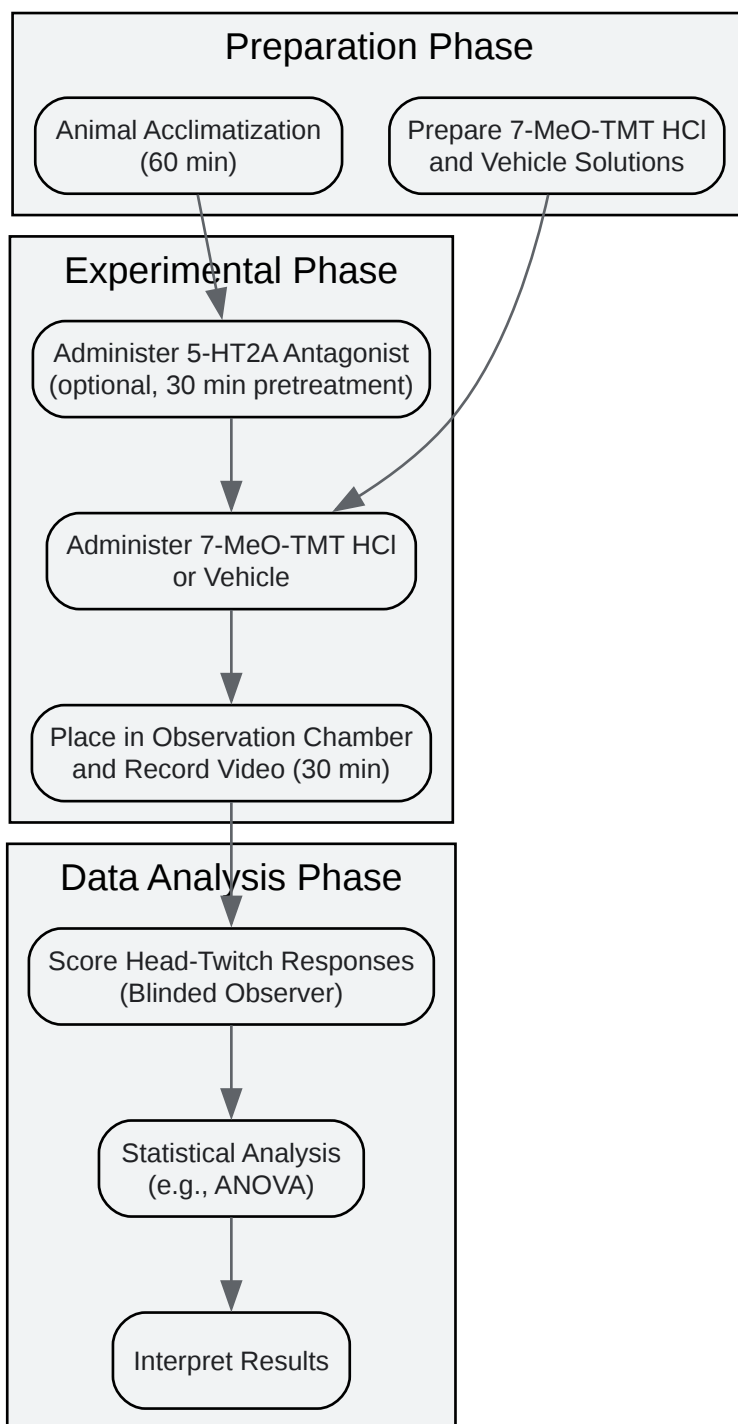 Preparation Phase
Animal Acclimatization
(60 min)
Prepare 7-MeO-TMT HCl
and Vehicle Solutions
Experimental Phase
Administer 5-HT2A Antagonist
(optional, 30 min pretreatment)
Administer 7-MeO-TMT HCl
or Vehicle
Place in Observation Chamber
and Record Video (30 min)
Data Analysis Phase
Score Head-Twitch Responses
(Blinded Observer)
Statistical Analysis
(e.g., ANOVA)
Interpret Results